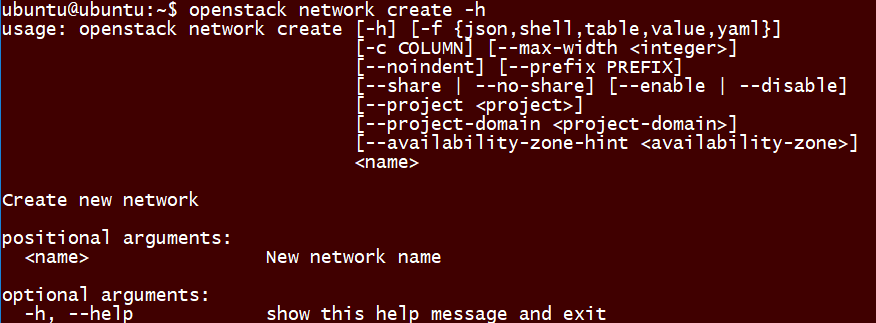 ubuntu@ubuntu:~$ openstack network create -h
usage: openstack network create [-h] [-f {json,shell,table,value,yaml}]
[-c COLUMN] [--max-width <integer>]
[--noindent] [--prefix PREFIX]
[--share | --no-share] [--enable | --disable]
[--project <project>]
[--project-domain <project-domain>]
[--availability-zone-hint <availability-zone>]
<name>
Create new network
positional arguments:
<name> New network name
optional arguments:
-h, --help show this help message and exit